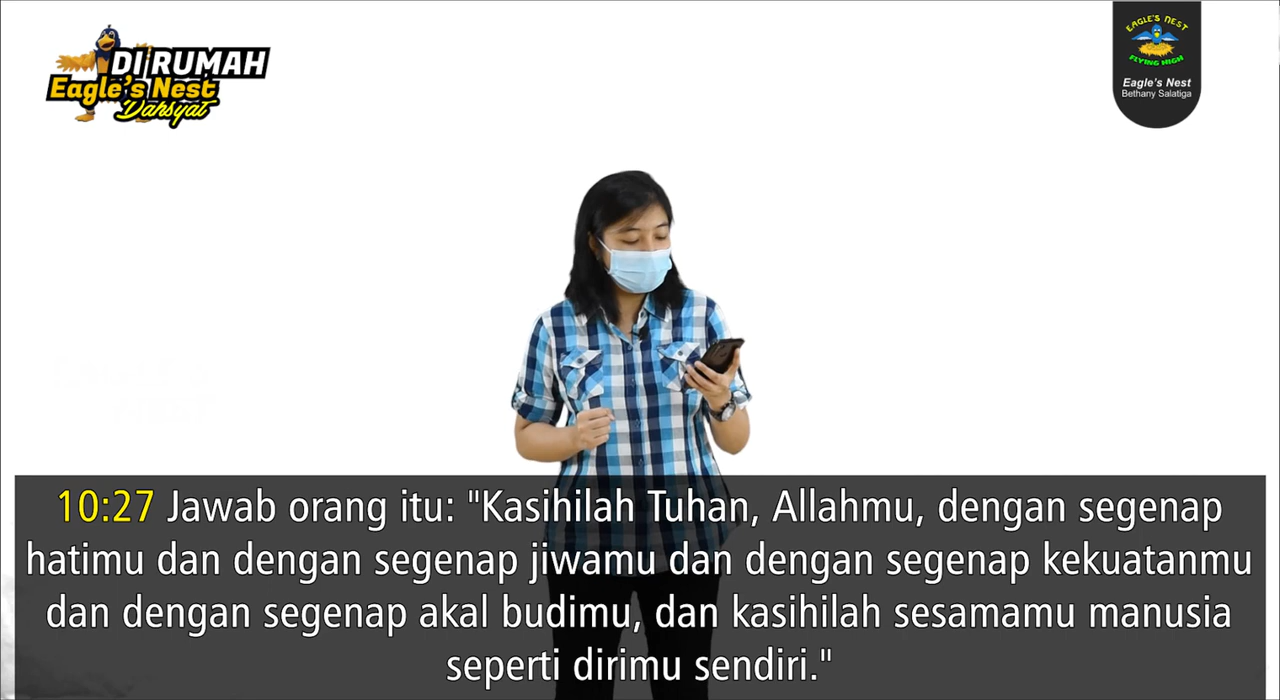 DI RUMAH
Eagle's Nest
Dahsyat
EAGLE'S NEST
FLYING HIGH
Eagle's Nest
Bethany Salatiga
10:27 Jawab orang itu: "Kasihilah Tuhan, Allahmu, dengan segenap
hatimu dan dengan segenap jiwamu dan dengan segenap kekuatanmu
dan dengan segenap akal budimu, dan kasihilah sesamamu manusia
seperti dirimu sendiri."